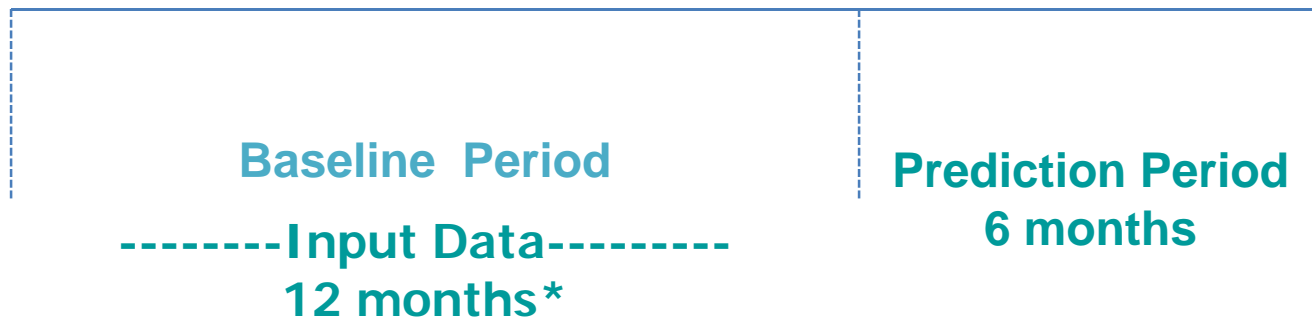 Baseline Period
--------Input Data---------
12 months*
Prediction Period
6 months